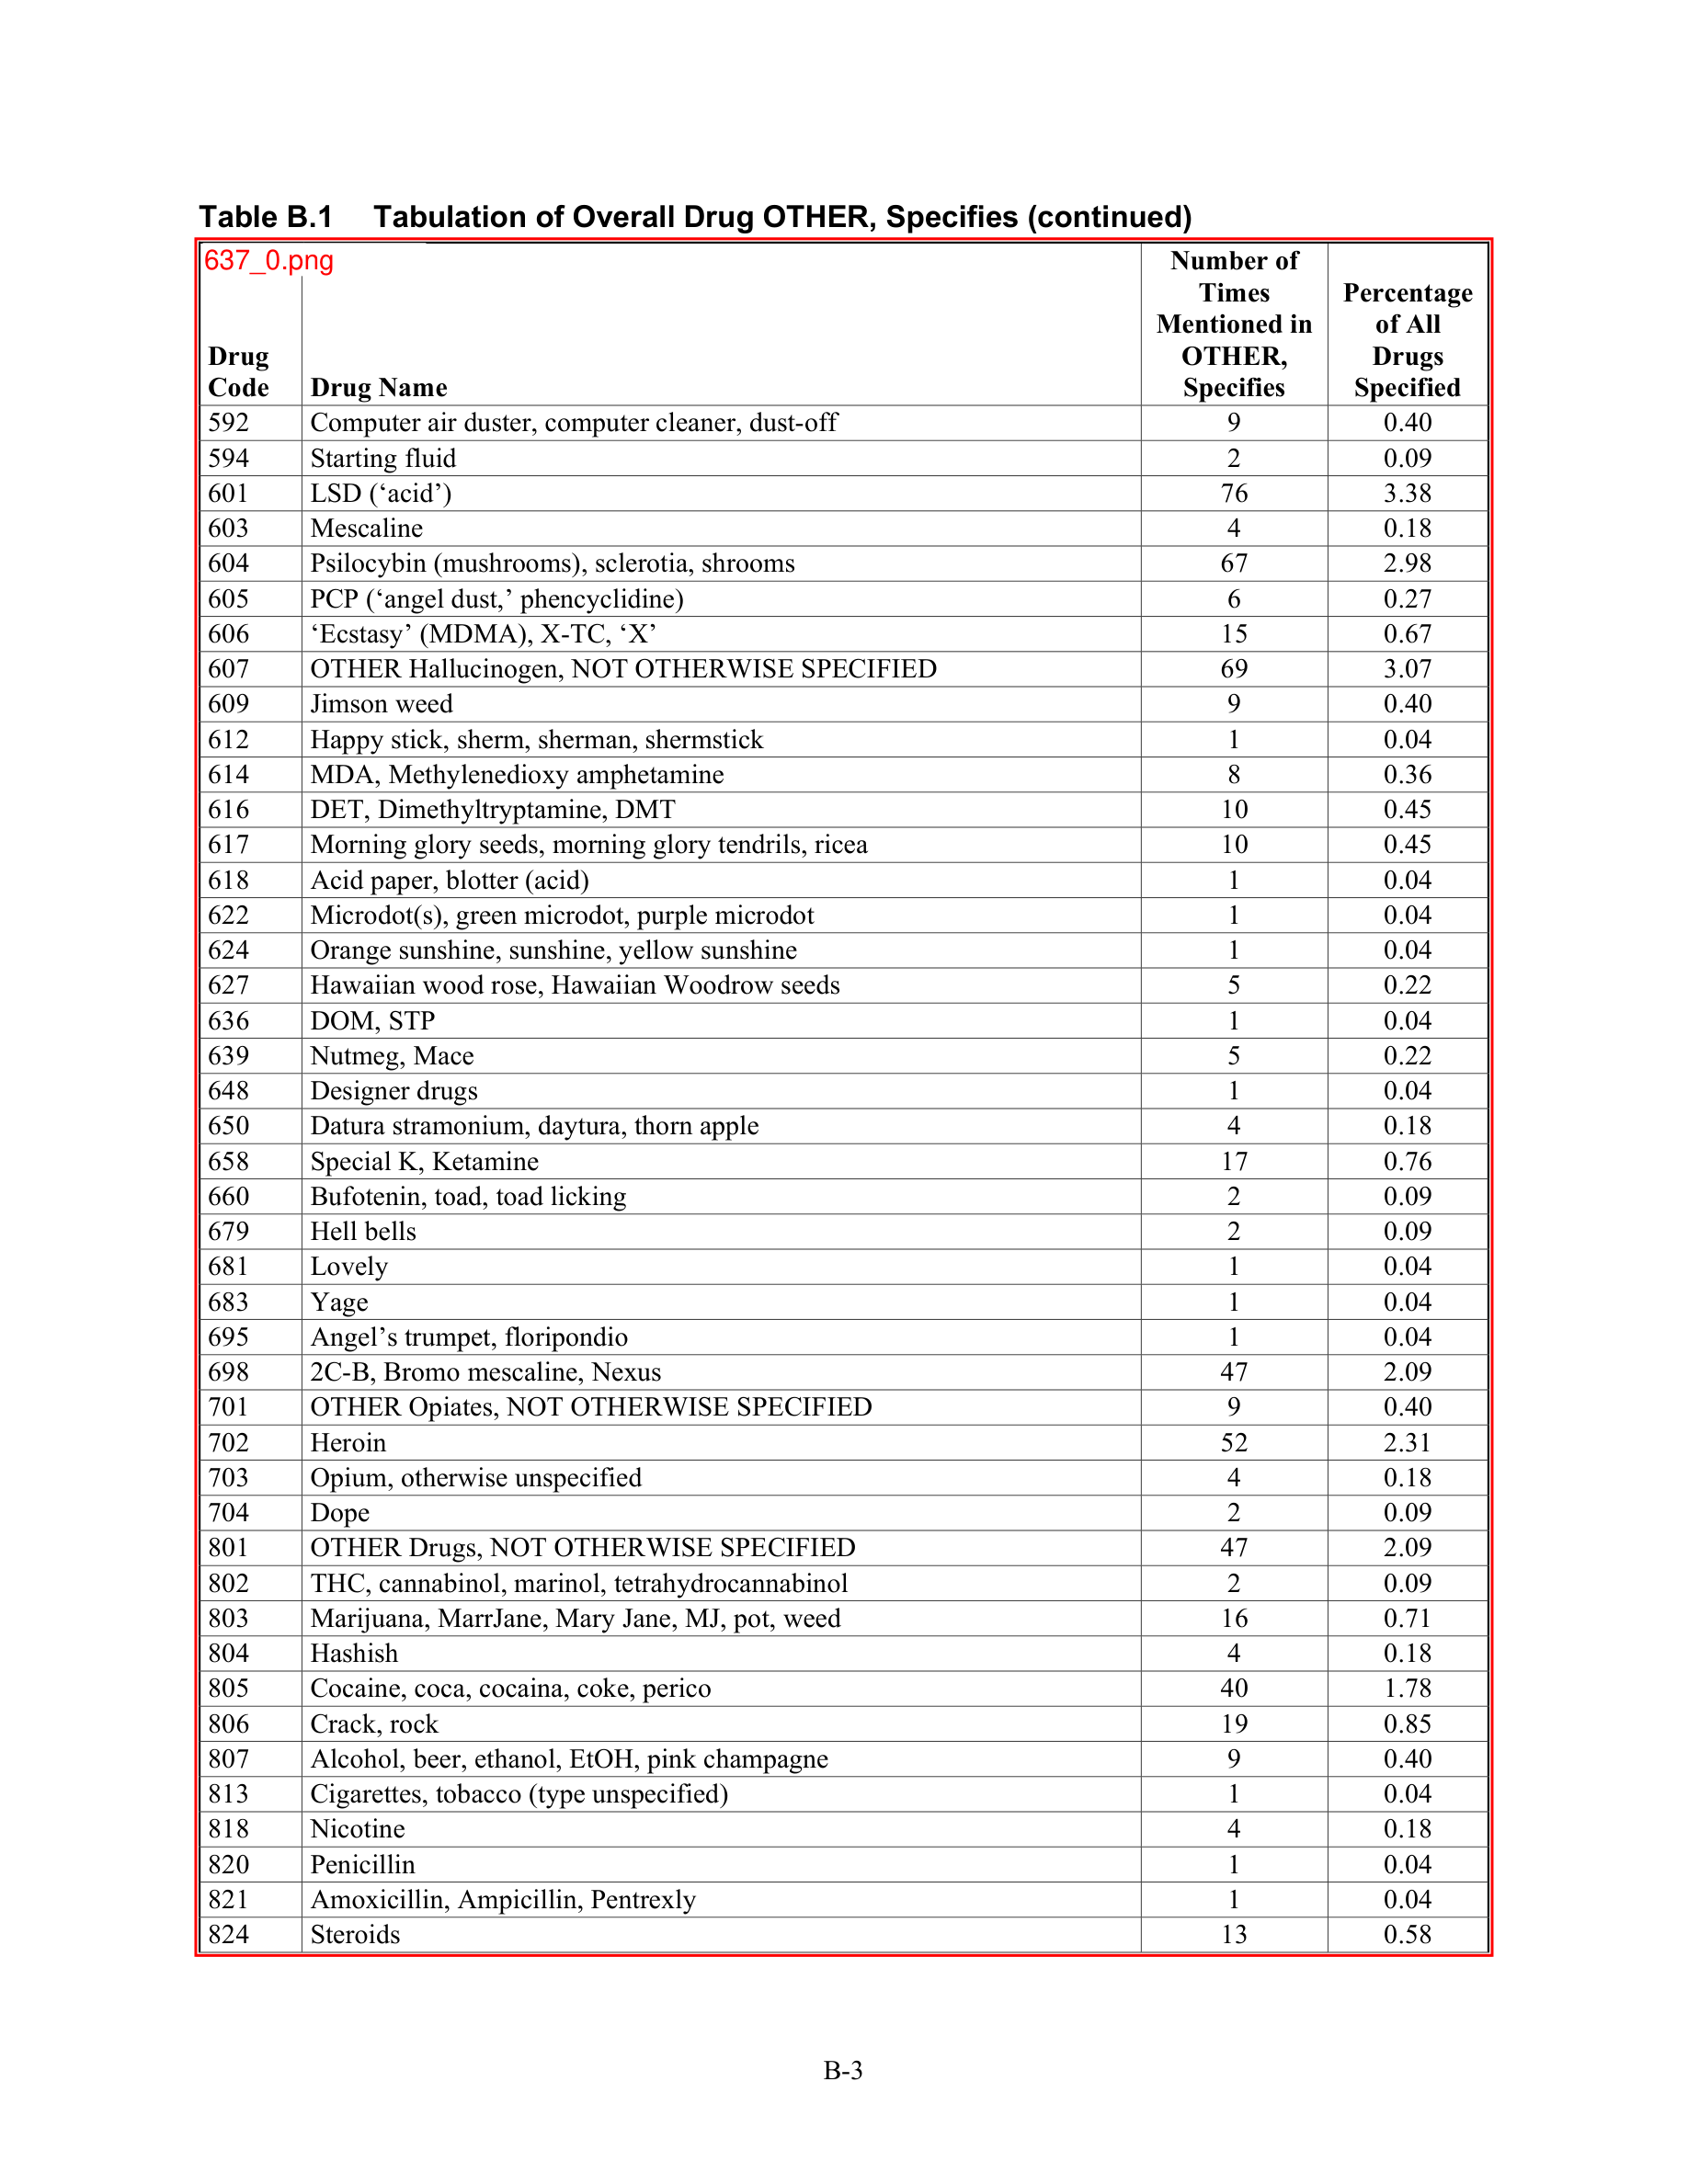 Table B.1 Tabulation of Overall Drug OTHER, Specifies (continued)
637_0.png
Drug Code Drug Name Number of Times Mentioned in OTHER, Specifies Percentage of All Drugs Specified
592 Computer air duster, computer cleaner, dust-off 9 0.40
594 Starting fluid 2 0.09
601 LSD (‘acid’) 76 3.38
603 Mescaline 4 0.18
604 Psilocybin (mushrooms), sclerotia, shrooms 67 2.98
605 PCP (‘angel dust,’ phencyclidine) 6 0.27
606 ‘Ecstasy’ (MDMA), X-TC, ‘X’ 15 0.67
607 OTHER Hallucinogen, NOT OTHERWISE SPECIFIED 69 3.07
609 Jimson weed 9 0.40
612 Happy stick, sherm, sherman, shermstick 1 0.04
614 MDA, Methylenedioxy amphetamine 8 0.36
616 DET, Dimethyltryptamine, DMT 10 0.45
617 Morning glory seeds, morning glory tendrils, ricea 10 0.45
618 Acid paper, blotter (acid) 1 0.04
622 Microdot(s), green microdot, purple microdot 1 0.04
624 Orange sunshine, sunshine, yellow sunshine 1 0.04
627 Hawaiian wood rose, Hawaiian Woodrow seeds 5 0.22
636 DOM, STP 1 0.04
639 Nutmeg, Mace 5 0.22
648 Designer drugs 1 0.04
650 Datura stramonium, daytura, thorn apple 4 0.18
658 Special K, Ketamine 17 0.76
660 Bufotenin, toad, toad licking 2 0.09
679 Hell bells 2 0.09
681 Lovely 1 0.04
683 Yage 1 0.04
695 Angel’s trumpet, floripondio 1 0.04
698 2C-B, Bromo mescaline, Nexus 47 2.09
701 OTHER Opiates, NOT OTHERWISE SPECIFIED 9 0.40
702 Heroin 52 2.31
703 Opium, otherwise unspecified 4 0.18
704 Dope 2 0.09
801 OTHER Drugs, NOT OTHERWISE SPECIFIED 47 2.09
802 THC, cannabinol, marinol, tetrahydrocannabinol 2 0.09
803 Marijuana, MarrJane, Mary Jane, MJ, pot, weed 16 0.71
804 Hashish 4 0.18
805 Cocaine, coca, cocaina, coke, perico 40 1.78
806 Crack, rock 19 0.85
807 Alcohol, beer, ethanol, EtOH, pink champagne 9 0.40
813 Cigarettes, tobacco (type unspecified) 1 0.04
818 Nicotine 4 0.18
820 Penicillin 1 0.04
821 Amoxicillin, Ampicillin, Pentrexly 1 0.04
824 Steroids 13 0.58
B-3